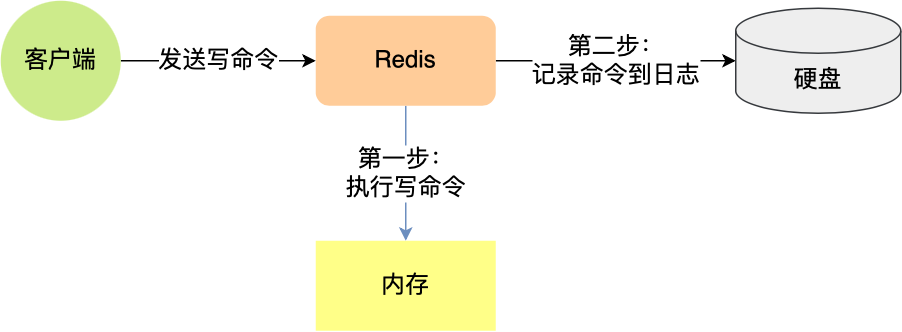 客户端
发送写命令
Redis
第二步：
记录命令到日志
硬盘
第一步：
执行写命令
内存